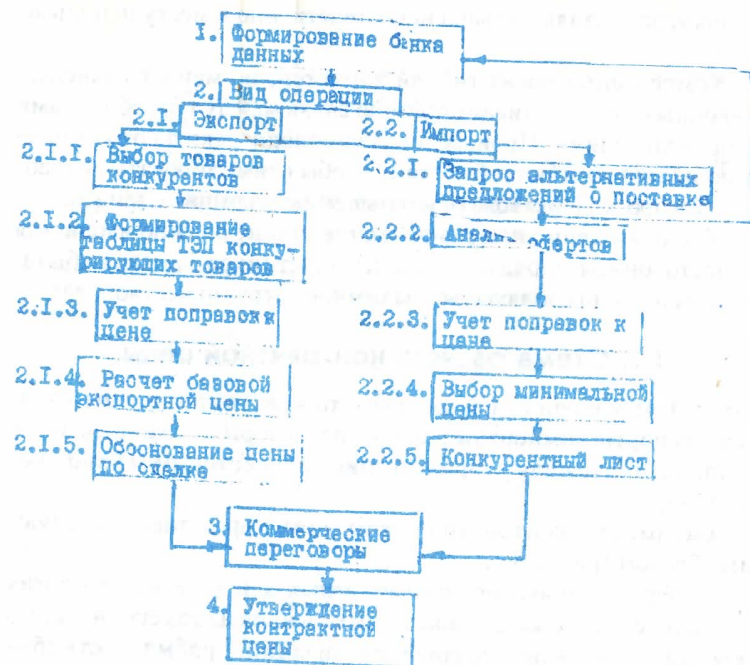 I. Формирование банка
данных
2. Вид операции
2.I. Экспорт
2.2. Импорт
2.I.I. Выбор товаров
конкурентов
2.2.I. Запрос альтернативных
предложений о поставке
2.I.2. Формирование
таблицы ТЭП конку-
рирующих товаров
2.2.2. Анализ офертов
2.I.3. Учет поправок к
цене
2.2.3. Учет поправок к
цене
2.I.4. Расчет базовой
экспортной цены
2.2.4. Выбор минимальной
цены
2.I.5. Обоснование цены
по сделке
2.2.5. Конкурентный лист
3. Коммерческие
переговоры
4. Утверждение
контрактной
цены